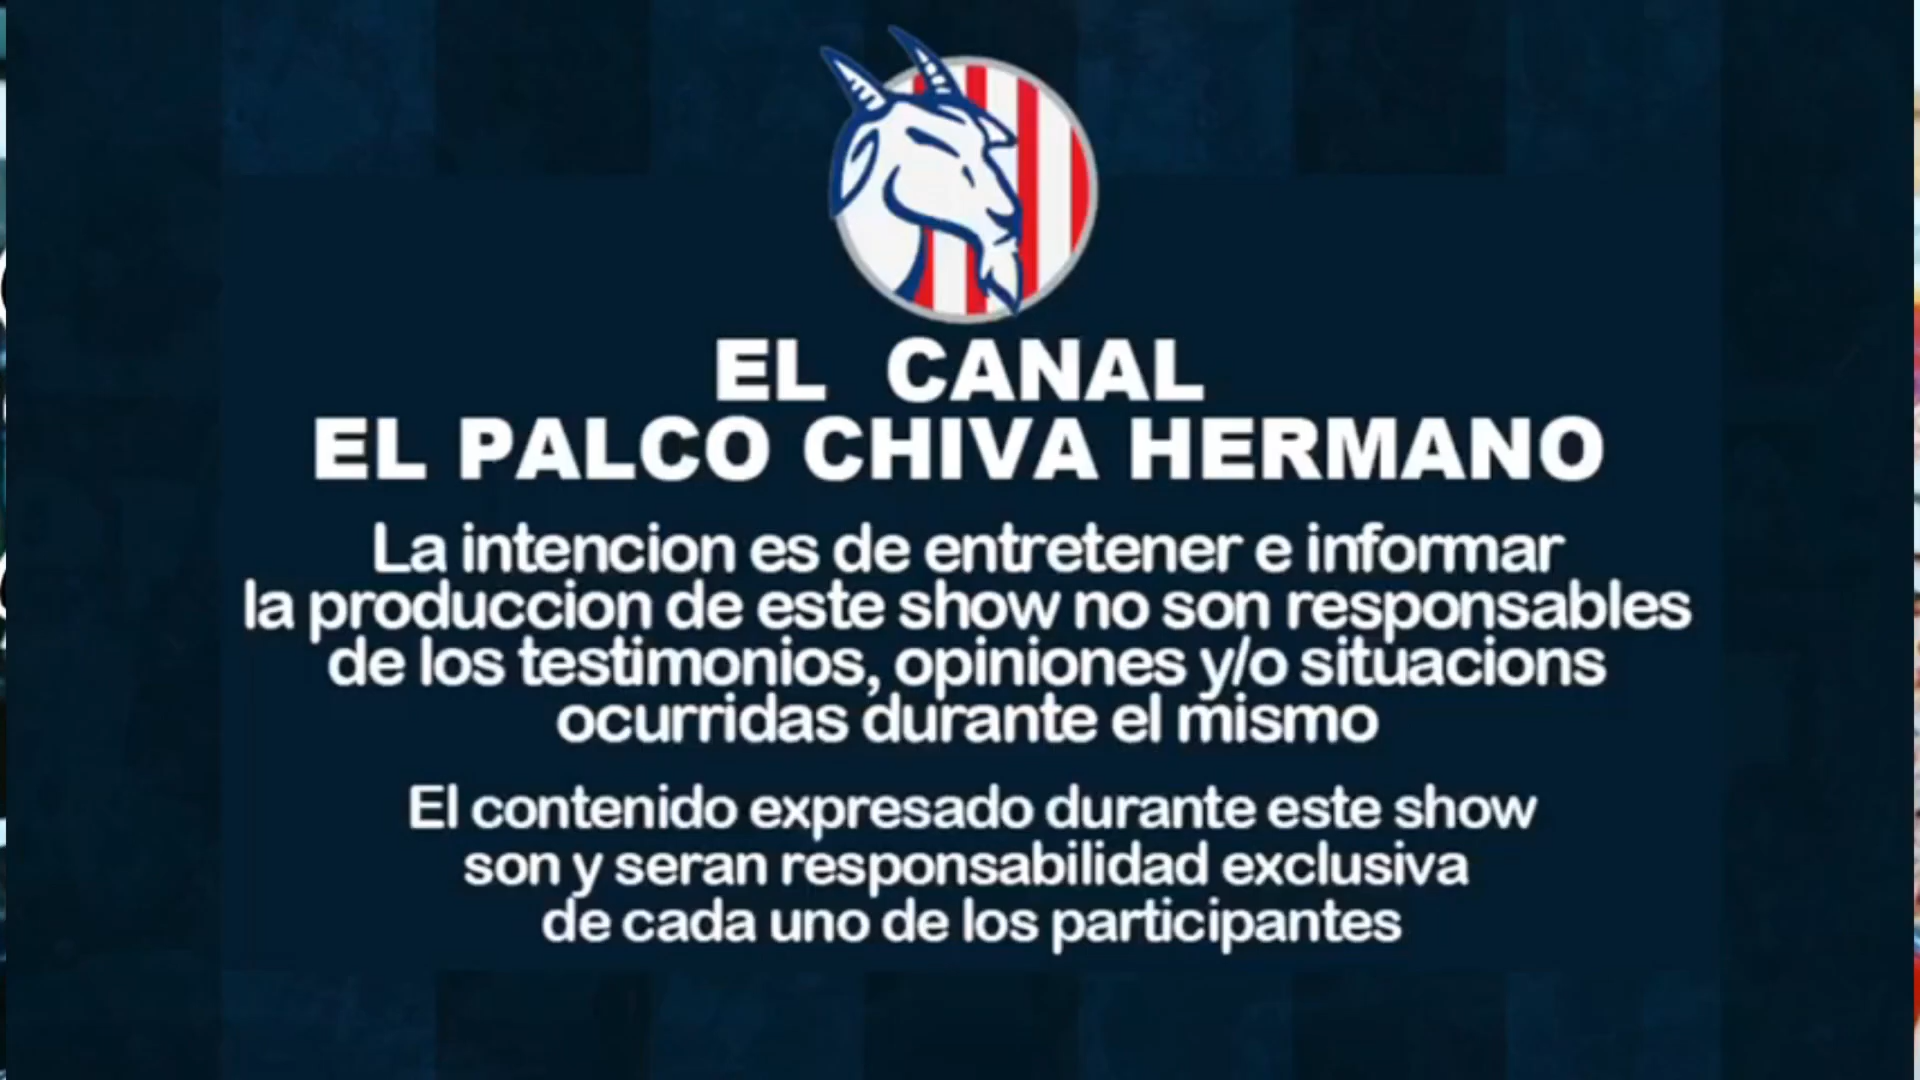 EL CANAL
EL PALCO CHIVA HERMANO
La intencion es de entretener e informar
la produccion de este show no son responsables
de los testimonios, opiniones y/o situacions
ocurridas durante el mismo
El contenido expresado durante este show
son y seran responsabilidad exclusiva
de cada uno de los participantes